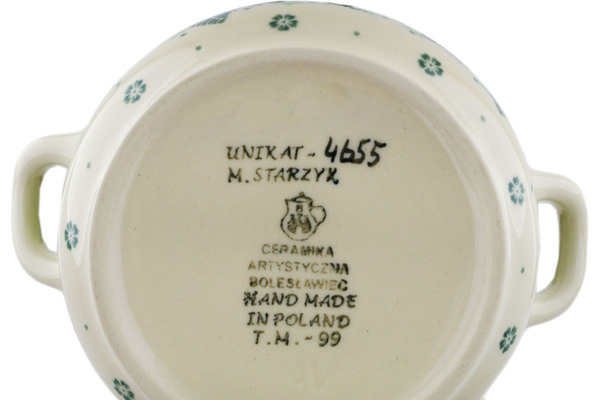 UNIKAT - 4655
M. STARZYK
CERAMIKA
ARTYSTYCZNA
BOLESŁAWIEC
HAND MADE
IN POLAND
T.M. - 99